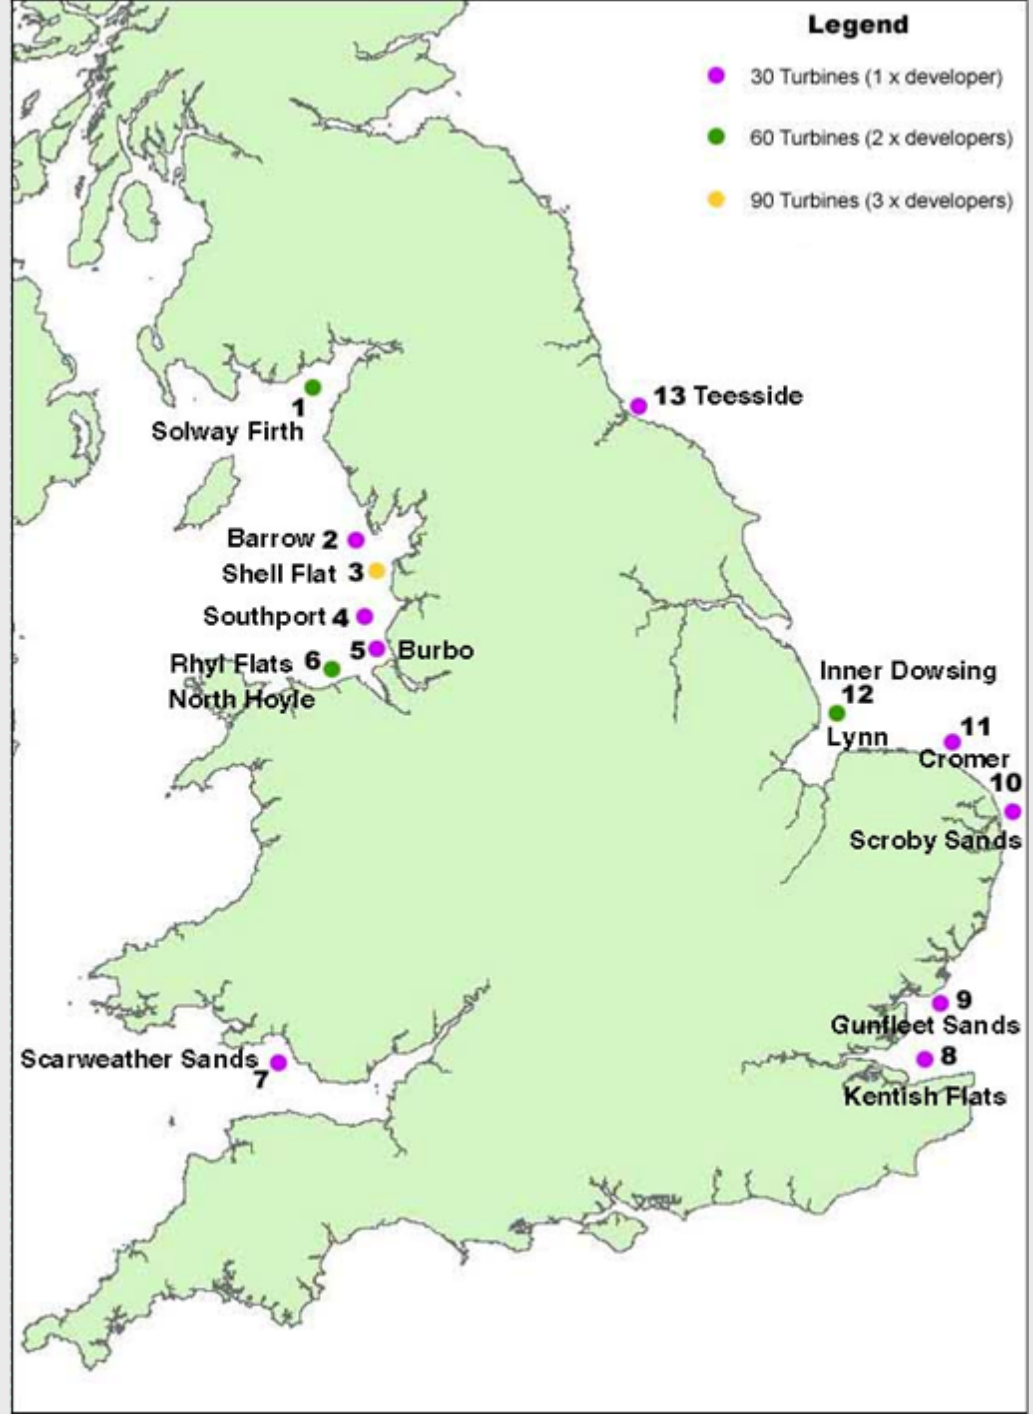 Legend
30 Turbines (1 x developer)
60 Turbines (2 x developers)
90 Turbines (3 x developers)
13 Teesside
1
Solway Firth
Barrow 2
Shell Flat 3
Southport 4
5 Burbo
Rhyl Flats 6
North Hoyle
Inner Dowsing
12
Lynn
11
Cromer
10
Scroby Sands
9
Gunfleet Sands
8
Kentish Flats
Scarweather Sands
7